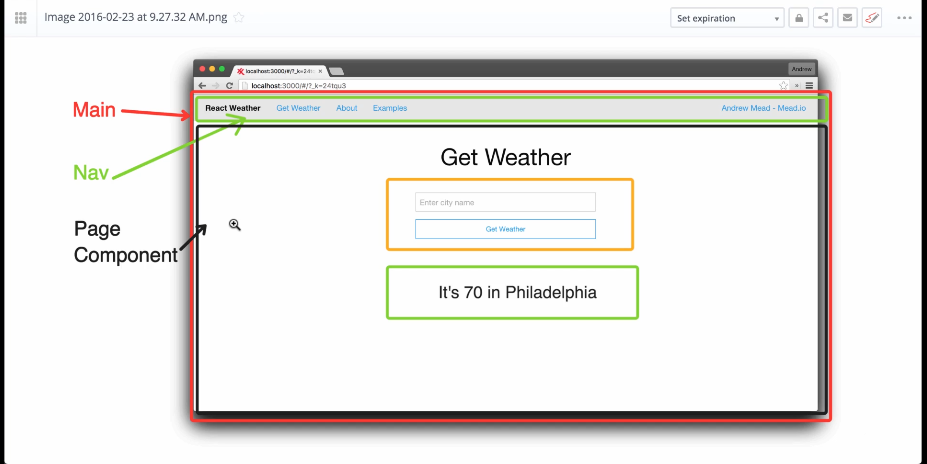 Image 2016-02-23 at 9.27.32 AM.png
Set expiration
localhost:3000/#/?_k=24tq
Andrew
localhost:3000/#/?_k=24tqu3
Main
React Weather Get Weather About Examples Andrew Mead - Mead.io
Nav
Get Weather
Enter city name
Get Weather
Page
Component
It's 70 in Philadelphia